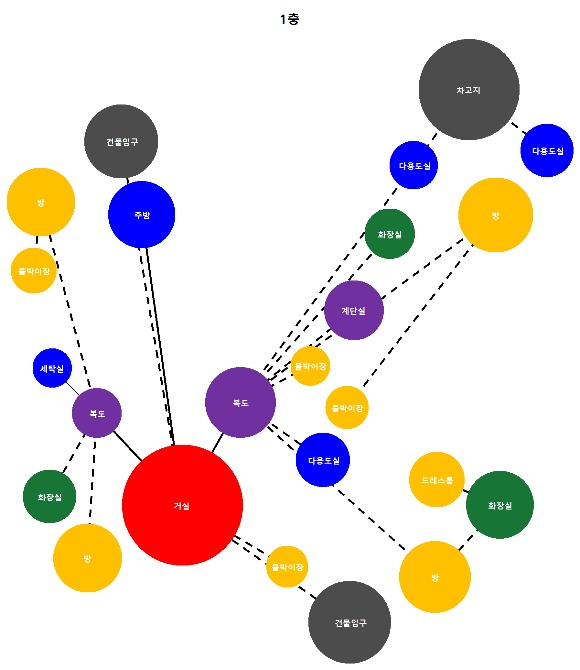 1층
차고지
건물입구
다용도실
다용도실
방
주방
방
화장실
붙박이장
계단실
세탁실
붙박이장
복도
붙박이장
복도
다용도실
드레스룸
화장실
거실
화장실
방
붙박이장
방
건물입구